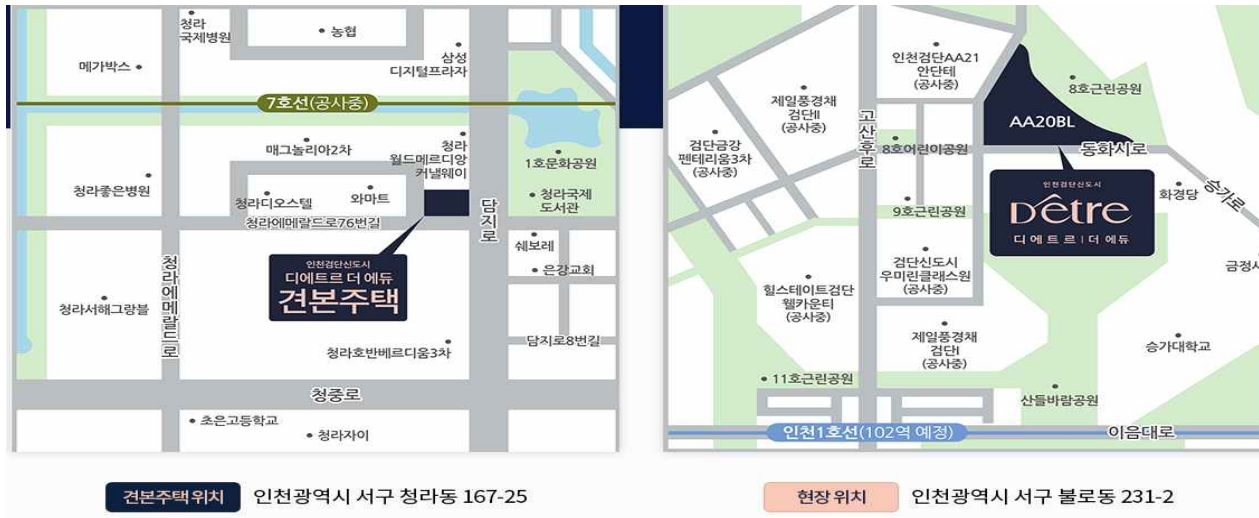 청라
국제병원
농협
삼성
디지털프라자
메가박스
7호선(공사중)
매그놀리아2차
청라
월드메르디앙
커낼웨이
1호문화공원
청라좋은병원
청라디오스텔
와마트
청라국제
도서관
청라에메랄드로76번길
담지로
쉐보레
은강교회
인천검단신도시
디에트르 더 에듀
견본주택
청라에메랄드로
청라서해그랑블
청라호반베르디움3차
담지로8번길
청중로
초은고등학교
청라자이
견본주택 위치
인천광역시 서구 청라동 167-25
인천검단AA21
안단테
(공사중)
8호근린공원
제일풍경채
검단II
(공사중)
고산후로
AA20BL
검단금강
펜테리움3차
(공사중)
8호어린이공원
동화시로
승가로
화경당
인천검단신도시
Dêtre
디에트르 | 더 에듀
9호근린공원
금정사
검단신도시
우미린클래스원
(공사중)
힐스테이트검단
웰카운티
(공사중)
제일풍경채
검단I
(공사중)
승가대학교
11호근린공원
산들바람공원
인천1호선(102역 예정)
이음대로
현장 위치
인천광역시 서구 불로동 231-2